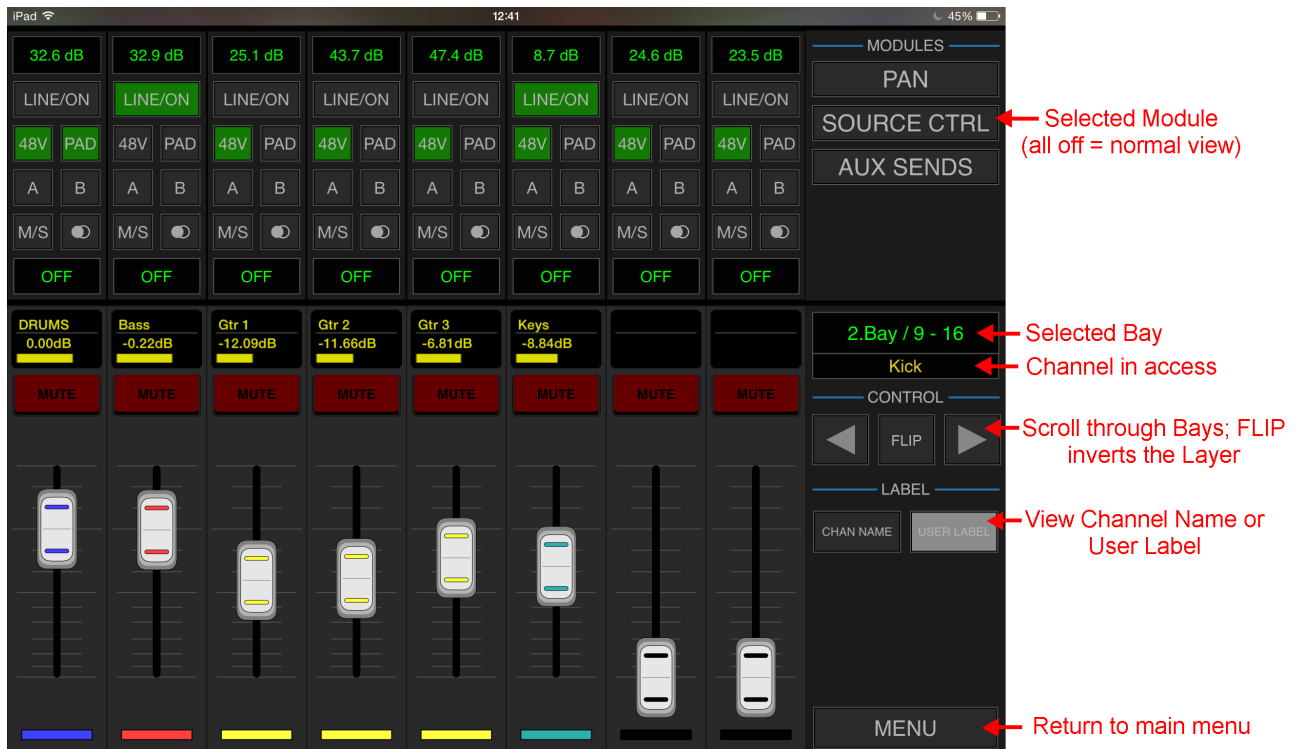 iPad 12:41 45%
32.6 dB 32.9 dB 25.1 dB 43.7 dB 47.4 dB 8.7 dB 24.6 dB 23.5 dB
LINE/ON LINE/ON LINE/ON LINE/ON LINE/ON LINE/ON LINE/ON LINE/ON
48V PAD 48V PAD 48V PAD 48V PAD 48V PAD 48V PAD 48V PAD 48V PAD
A B A B A B A B A B A B A B A B
M/S M/S M/S M/S M/S M/S M/S M/S
OFF OFF OFF OFF OFF OFF OFF OFF
MODULES
PAN
SOURCE CTRL
AUX SENDS
Selected Module
(all off = normal view)
DRUMS Bass Gtr 1 Gtr 2 Gtr 3 Keys
0.00dB -0.22dB -12.09dB -11.66dB -6.81dB -8.84dB
MUTE MUTE MUTE MUTE MUTE MUTE MUTE MUTE
2.Bay / 9 - 16
Selected Bay
Kick
Channel in access
CONTROL
FLIP
Scroll through Bays; FLIP
inverts the Layer
LABEL
CHAN NAME USER LABEL
View Channel Name or
User Label
MENU
Return to main menu